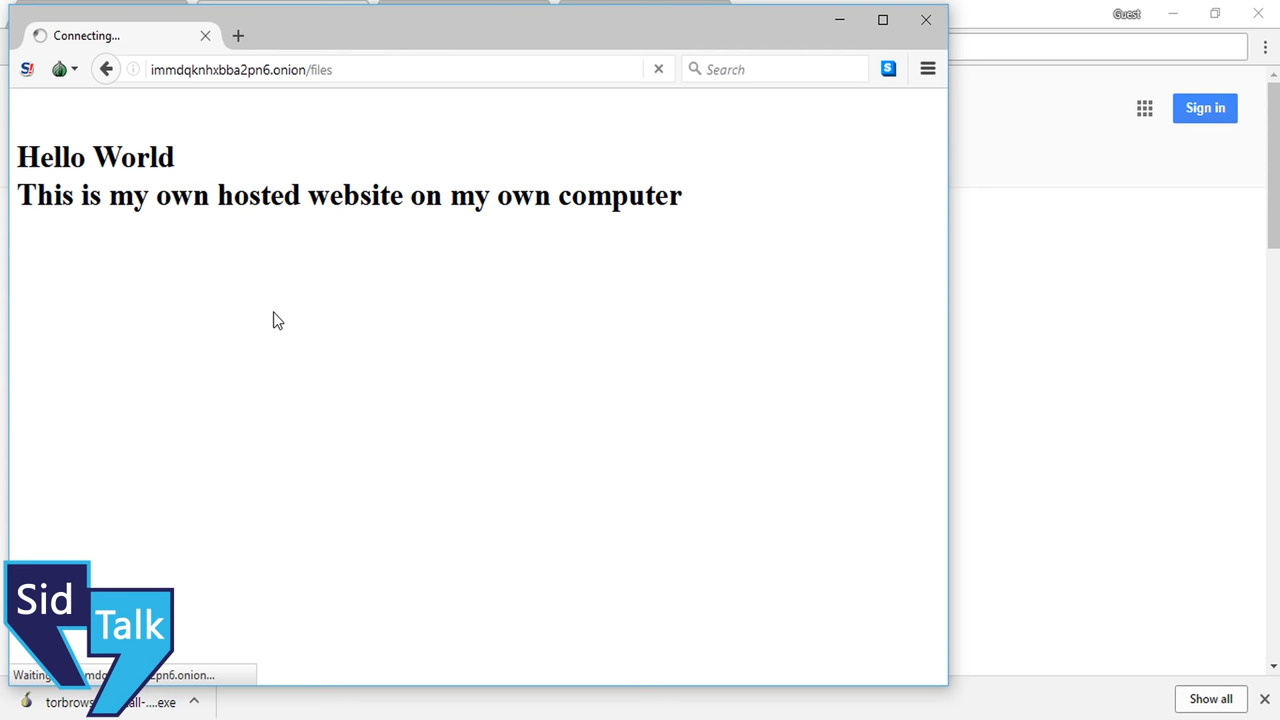 Guest
Connecting...
immdqknhxbba2pn6.onion/files
Search
Sign in
Hello World
This is my own hosted website on my own computer
Sid
Talk
Show all